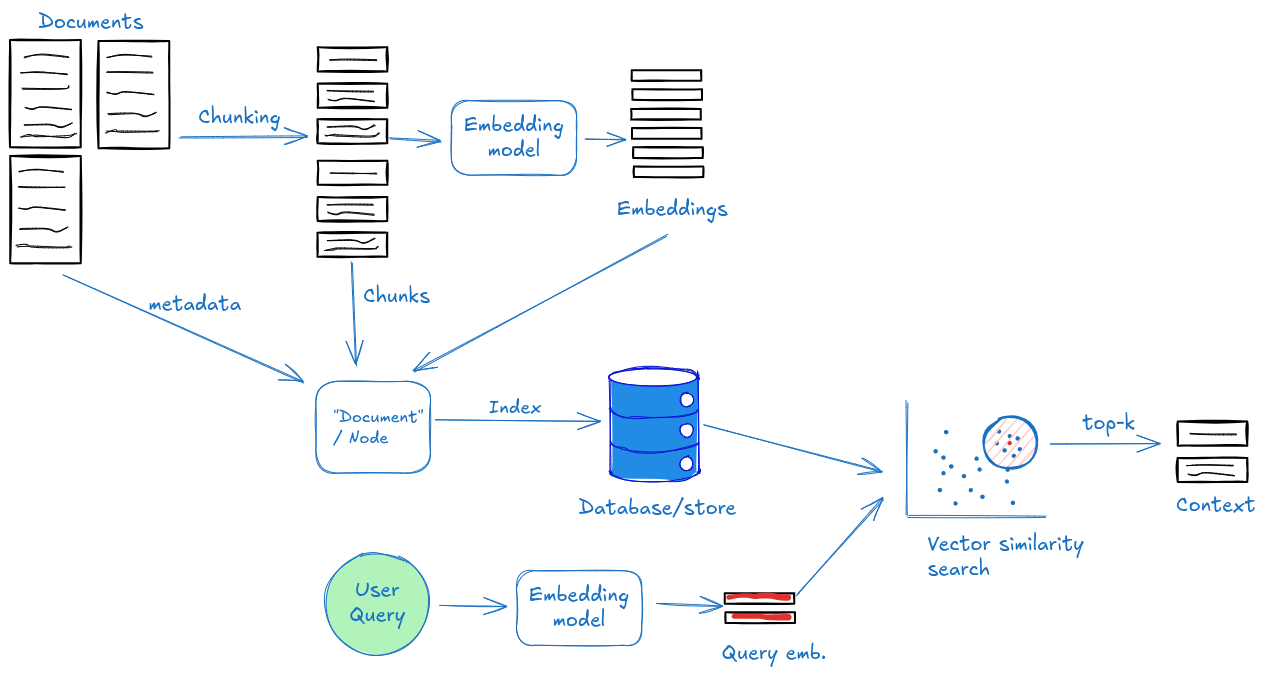 Documents
Chunking
Embedding
model
Embeddings
metadata
Chunks
"Document"
/ Node
Index
Database/store
top-k
Context
Vector similarity
search
User
Query
Embedding
model
Query emb.